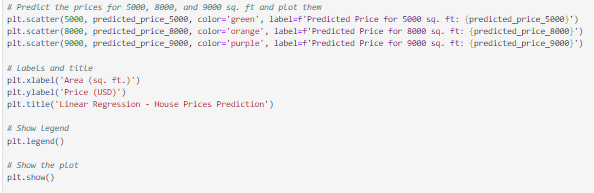 # Predict the prices for 5000, 8000, and 9000 sq. ft and plot them
plt.scatter(5000, predicted_price_5000, color='green', label=f'Predicted Price for 5000 sq. ft: {predicted_price_5000}')
plt.scatter(8000, predicted_price_8000, color='orange', label=f'Predicted Price for 8000 sq. ft: {predicted_price_8000}')
plt.scatter(9000, predicted_price_9000, color='purple', label=f'Predicted Price for 9000 sq. ft: {predicted_price_9000}')
# Labels and title
plt.xlabel('Area (sq. ft.)')
plt.ylabel('Price (USD)')
plt.title('Linear Regression - House Prices Prediction')
# Show legend
plt.legend()
# Show the plot
plt.show()